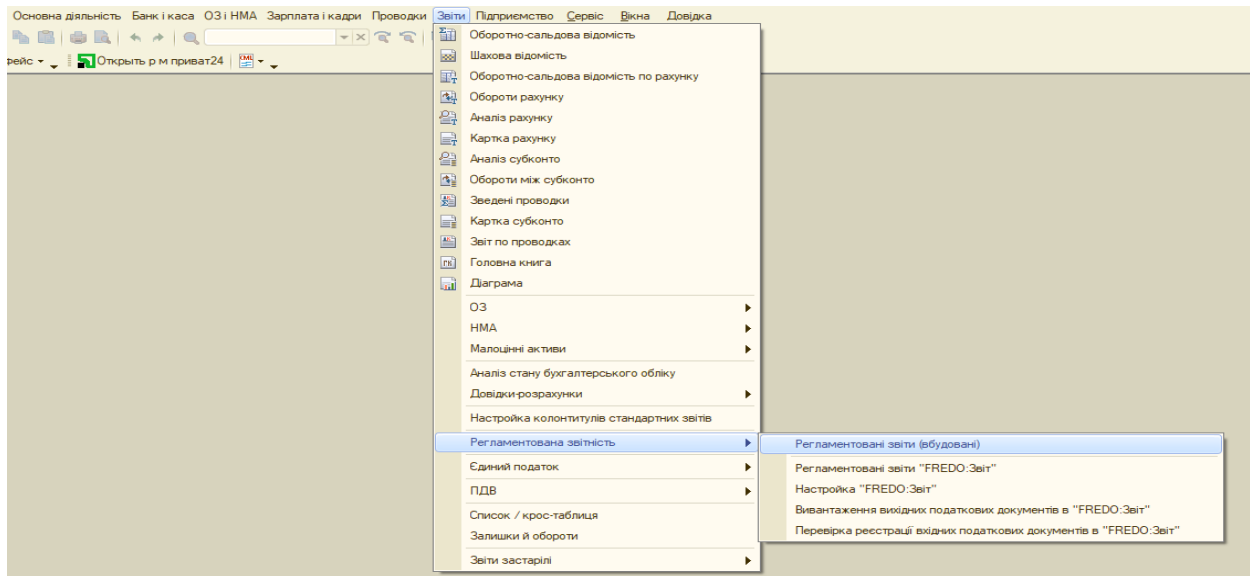 Основна діяльність Банк і каса ОЗ і НМА Зарплата і кадри Проводки Звіти Підприємство Сервіс Вікна Довідка
фейс Открыть р м приват24
Оборотно-сальдова відомість
Шахова відомість
Оборотно-сальдова відомість по рахунку
Обороти рахунку
Аналіз рахунку
Картка рахунку
Аналіз субконто
Обороти між субконто
Зведені проводки
Картка субконто
Звіт по проводках
Головна книга
Діаграма
ОЗ
НМА
Малоцінні активи
Аналіз стану бухгалтерського обліку
Довідки-розрахунки
Настройка колонтитулів стандартних звітів
Регламентована звітність
Єдиний податок
ПДВ
Список / крос-таблиця
Залишки й обороти
Звіти застарілі
Регламентовані звіти (вбудовані)
Регламентовані звіти "FREDO:Звіт"
Настройка "FREDO:Звіт"
Вивантаження вихідних податкових документів в "FREDO:Звіт"
Перевірка реєстрації вхідних податкових документів в "FREDO:Звіт"